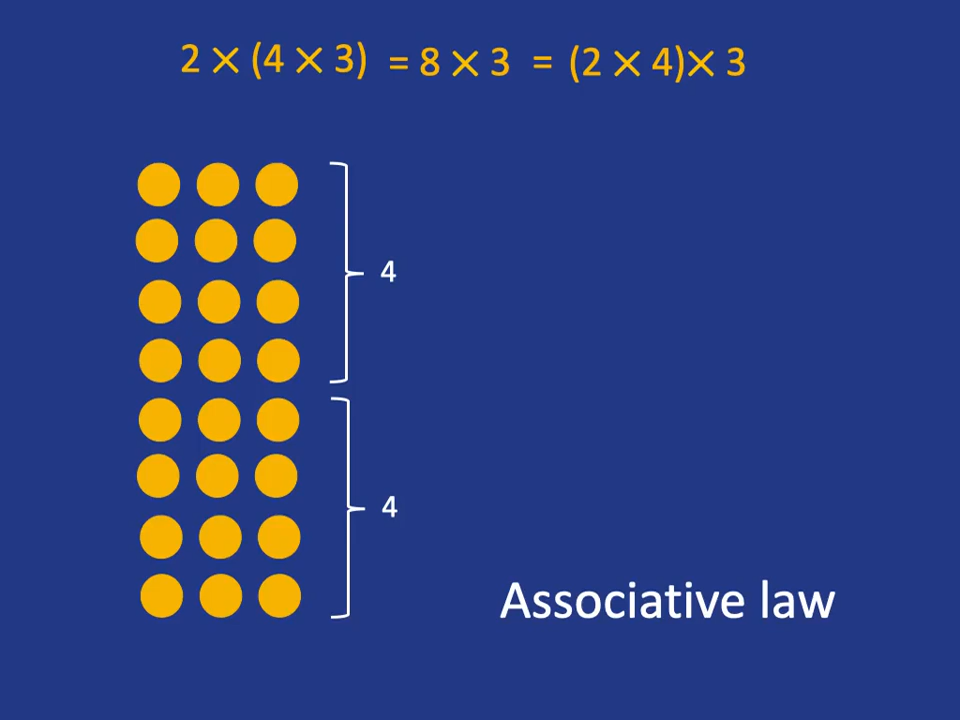 2 × (4 × 3) = 8 × 3 = (2 × 4)× 3
4
4
Associative law